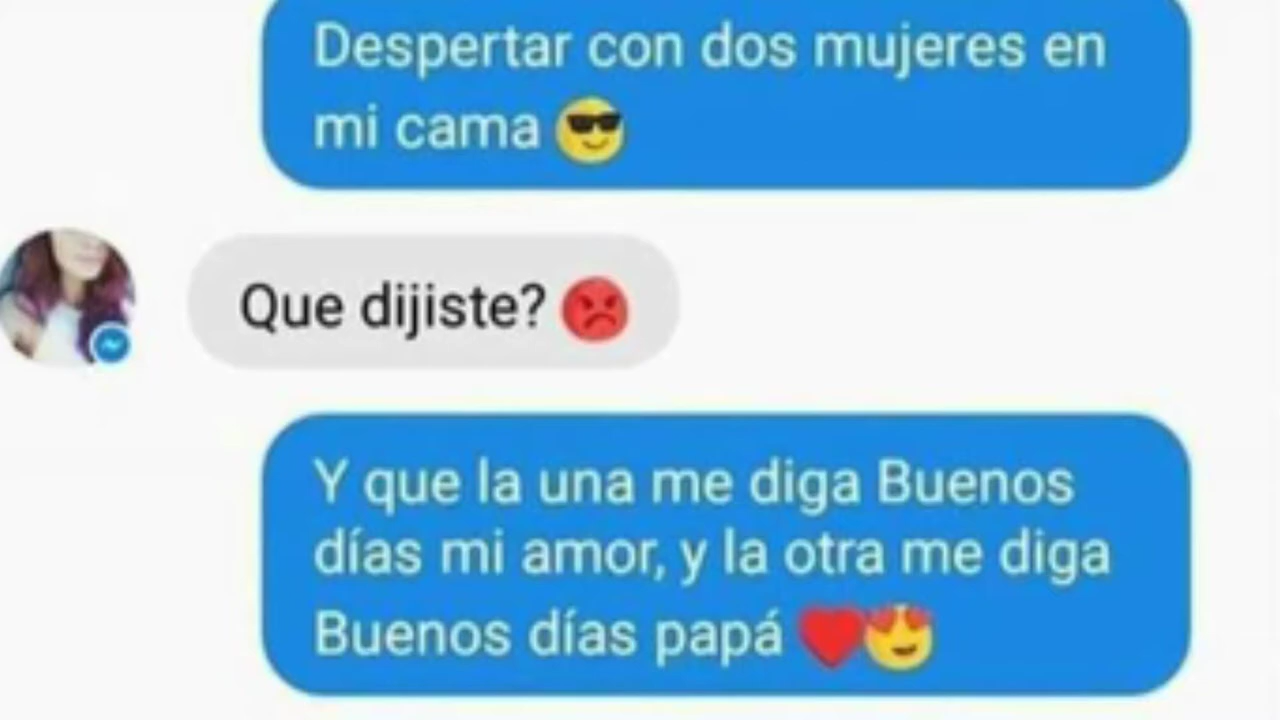 Despertar con dos mujeres en
mi cama 😎
Que dijiste? 😡
Y que la una me diga Buenos
días mi amor, y la otra me diga
Buenos días papá ❤😍